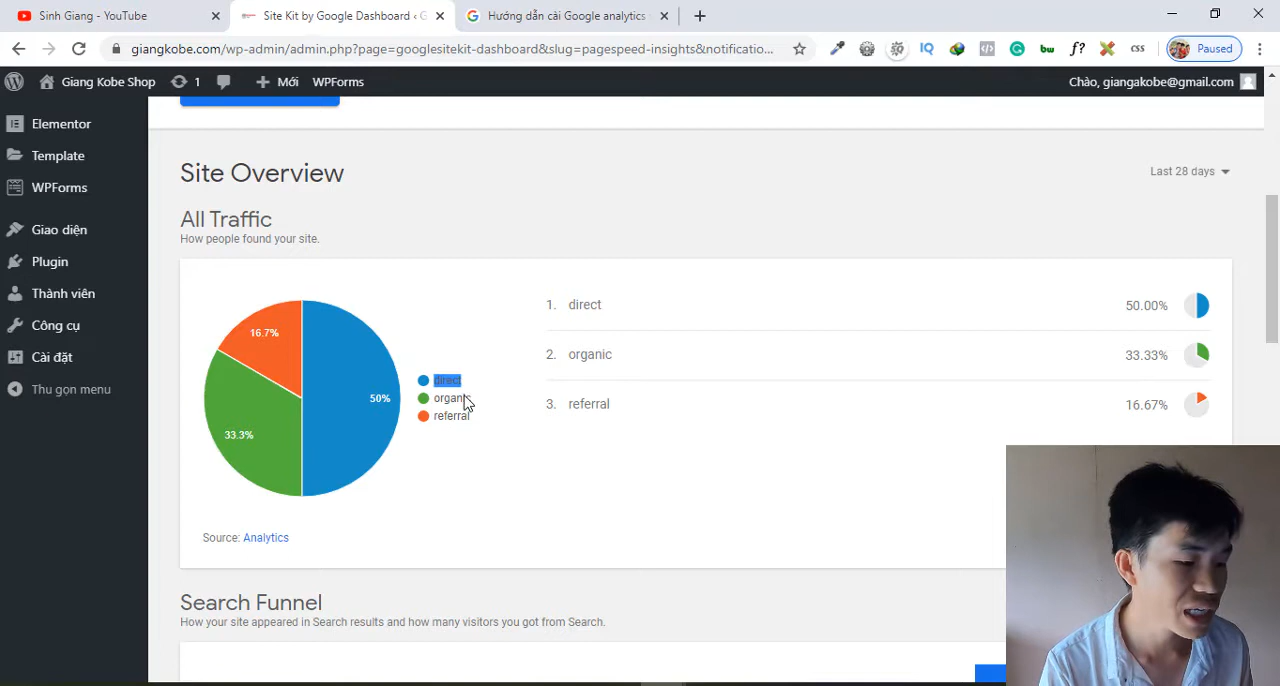 Sinh Giang - YouTube
Site Kit by Google Dashboard ‹ G
Hướng dẫn cài Google analytics
giangkobe.com/wp-admin/admin.php?page=googlesitekit-dashboard&slug=pagespeed-insights&notificatio...
IQ
bw
f?
css
Paused
Giang Kobe Shop
1
Mới
WPForms
Chào, giangakobe@gmail.com
Elementor
Template
WPForms
Giao diện
Plugin
Thành viên
Công cụ
Cài đặt
Thu gọn menu
Site Overview
Last 28 days
All Traffic
How people found your site.
16.7%
50%
33.3%
direct
organic
referral
1. direct 50.00%
2. organic 33.33%
3. referral 16.67%
Source: Analytics
Search Funnel
How your site appeared in Search results and how many visitors you got from Search.